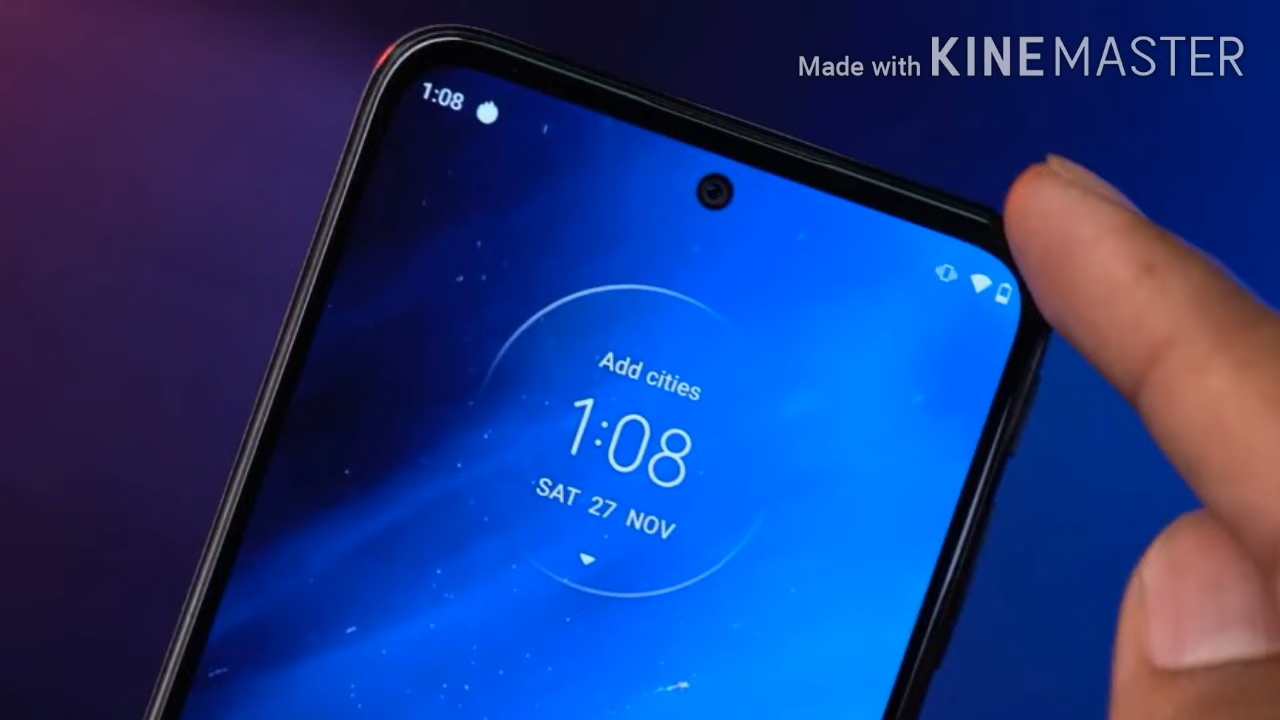 Made with KINEMASTER
1:08
Add cities
1:08
SAT 27 NOV